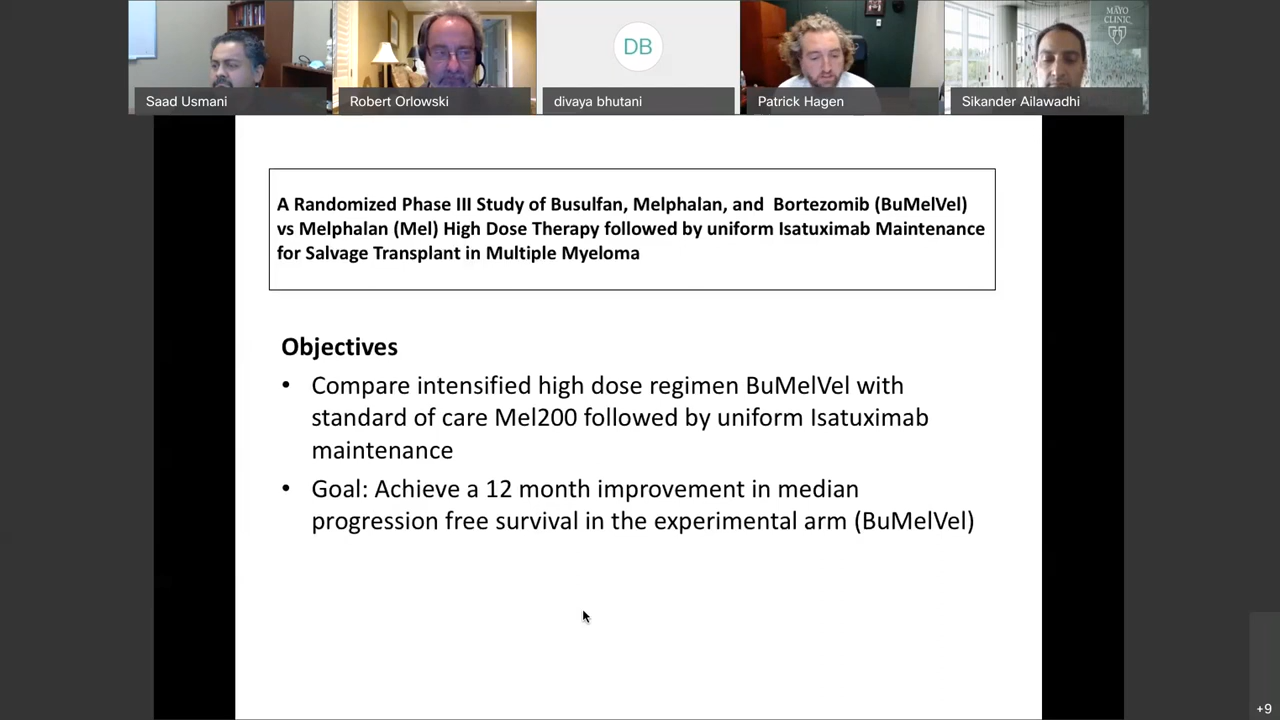 MAYO
CLINIC
DB
Saad Usmani
Robert Orlowski
divaya bhutani
Patrick Hagen
Sikander Ailawadhi
A Randomized Phase III Study of Busulfan, Melphalan, and Bortezomib (BuMelVel)
vs Melphalan (Mel) High Dose Therapy followed by uniform Isatuximab Maintenance
for Salvage Transplant in Multiple Myeloma
Objectives
• Compare intensified high dose regimen BuMelVel with
standard of care Mel200 followed by uniform Isatuximab
maintenance
• Goal: Achieve a 12 month improvement in median
progression free survival in the experimental arm (BuMelVel)
+9